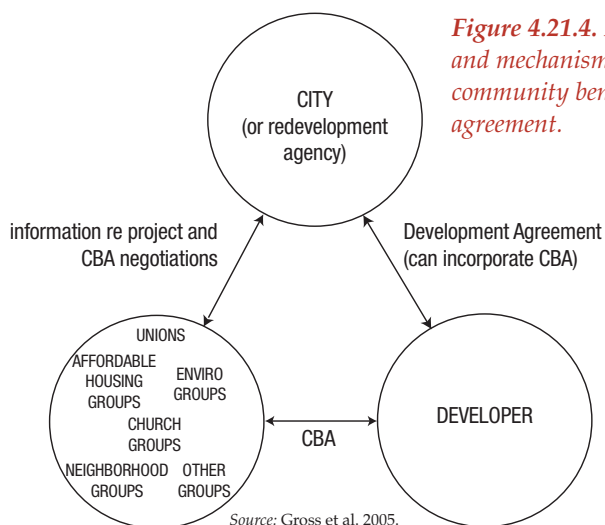 Figure 4.21.4.
and mechanism
community ben
agreement.
CITY
(or redevelopment
agency)
information re project and
CBA negotiations
Development Agreement
(can incorporate CBA)
UNIONS
AFFORDABLE
HOUSING
GROUPS
ENVIRO
GROUPS
CHURCH
GROUPS
NEIGHBORHOOD
GROUPS
OTHER
GROUPS
CBA
DEVELOPER
Source: Gross et al. 2005.